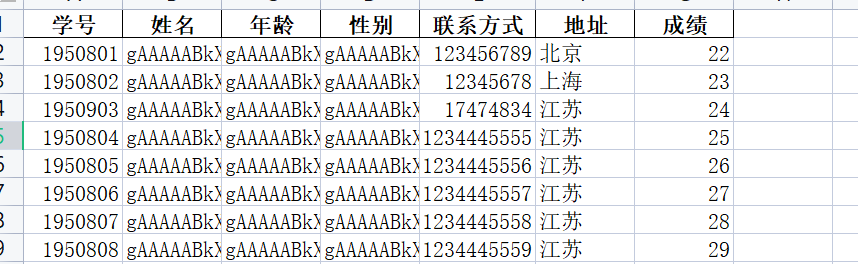 学号 姓名 年龄 性别 联系方式 地址 成绩
1950801 gAAAAABkX gAAAAABkX gAAAAABkX 123456789 北京 22
1950802 gAAAAABkX gAAAAABkX gAAAAABkX 12345678 上海 23
1950903 gAAAAABkX gAAAAABkX gAAAAABkX 17474834 江苏 24
1950804 gAAAAABkX gAAAAABkX gAAAAABkX 1234445555 江苏 25
1950805 gAAAAABkX gAAAAABkX gAAAAABkX 1234445556 江苏 26
1950806 gAAAAABkX gAAAAABkX gAAAAABkX 1234445557 江苏 27
1950807 gAAAAABkX gAAAAABkX gAAAAABkX 1234445558 江苏 28
1950808 gAAAAABkX gAAAAABkX gAAAAABkX 1234445559 江苏 29